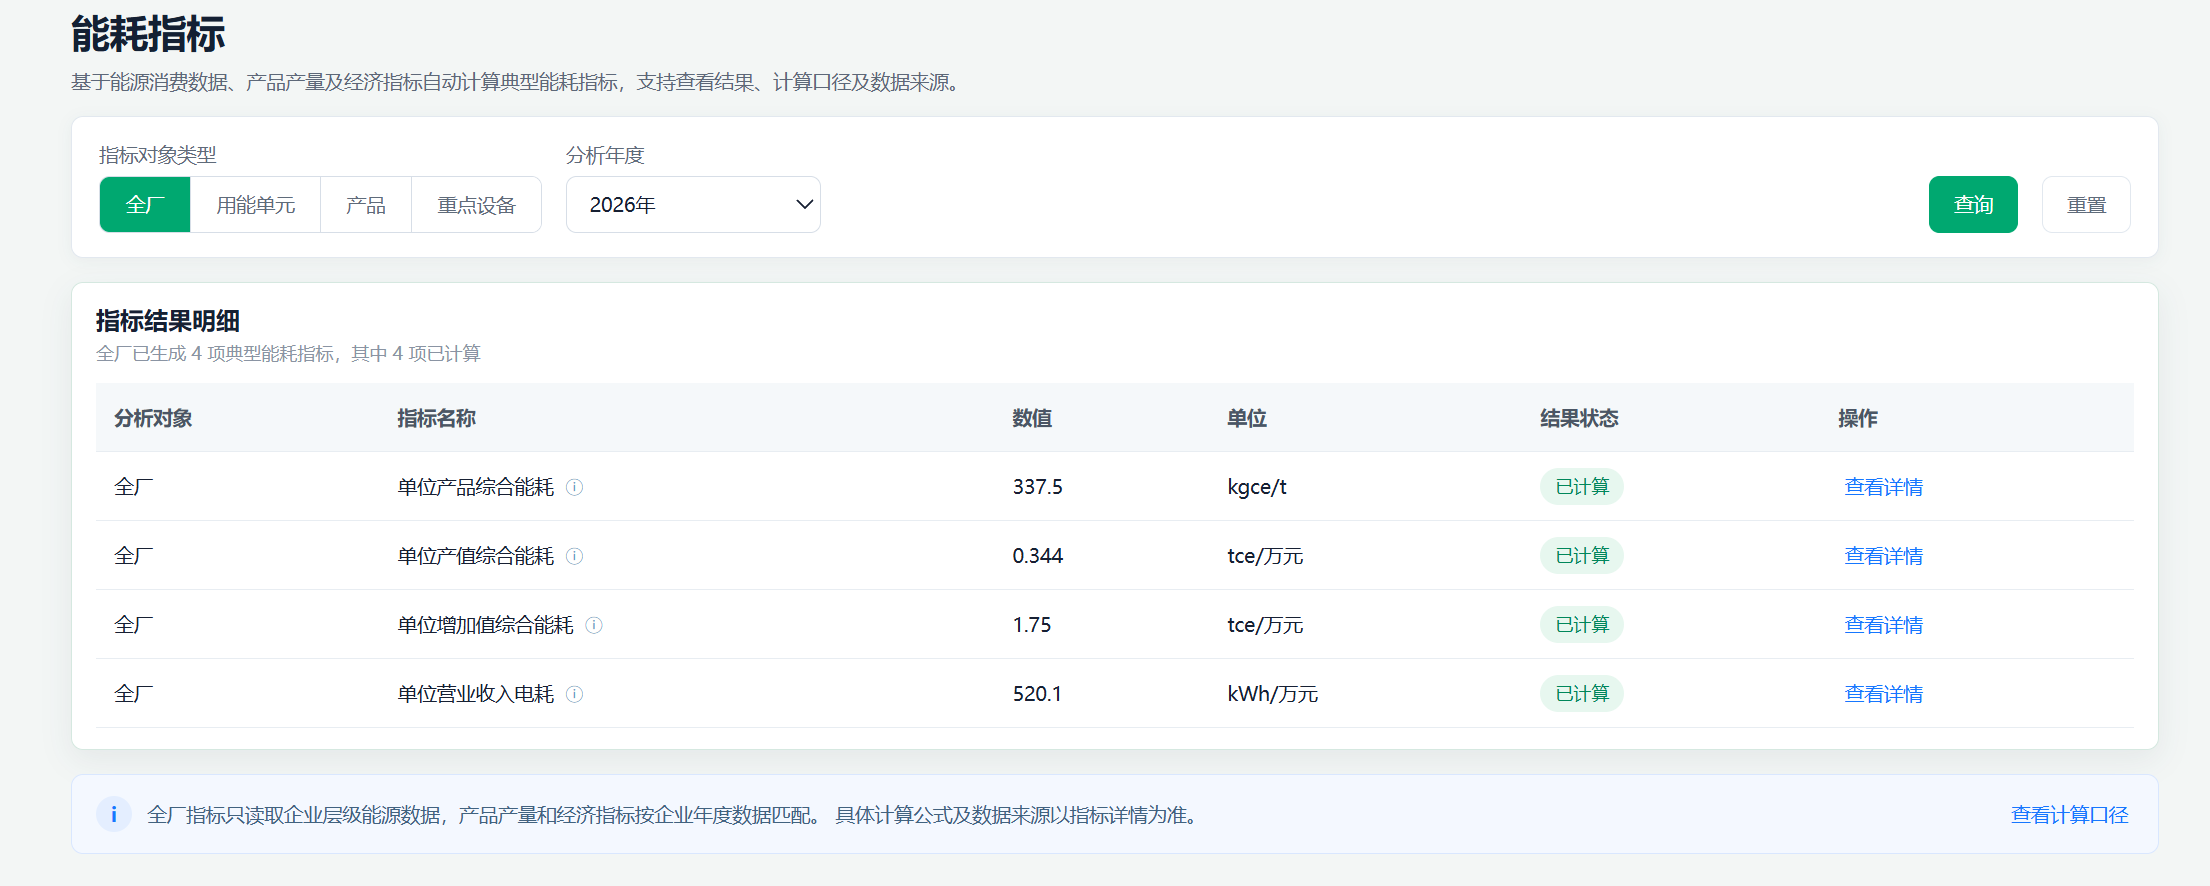 能耗指标
基于能源消费数据、产品产量及经济指标自动计算典型能耗指标，支持查看结果、计算口径及数据来源。
指标对象类型 分析年度
全厂 用能单元 产品 重点设备 2026年 查询 重置
指标结果明细
全厂已生成 4 项典型能耗指标，其中 4 项已计算
分析对象 指标名称 数值 单位 结果状态 操作
全厂 单位产品综合能耗 337.5 kgce/t 已计算 查看详情
全厂 单位产值综合能耗 0.344 tce/万元 已计算 查看详情
全厂 单位增加值综合能耗 1.75 tce/万元 已计算 查看详情
全厂 单位营业收入电耗 520.1 kWh/万元 已计算 查看详情
全厂指标只读取企业层级能源数据，产品产量和经济指标按企业年度数据匹配。 具体计算公式及数据来源以指标详情为准。 查看计算口径